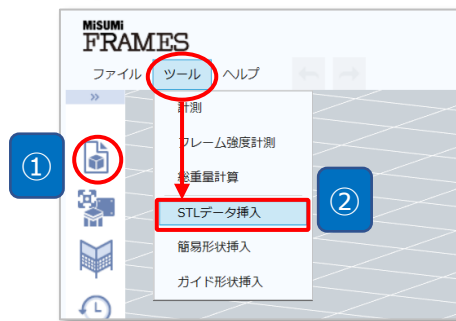 MiSUMi
FRAMES
ファイル ツール ヘルプ
»
計測
①
フレーム強度計測
総重量計算
STLデータ挿入
②
簡易形状挿入
ガイド形状挿入